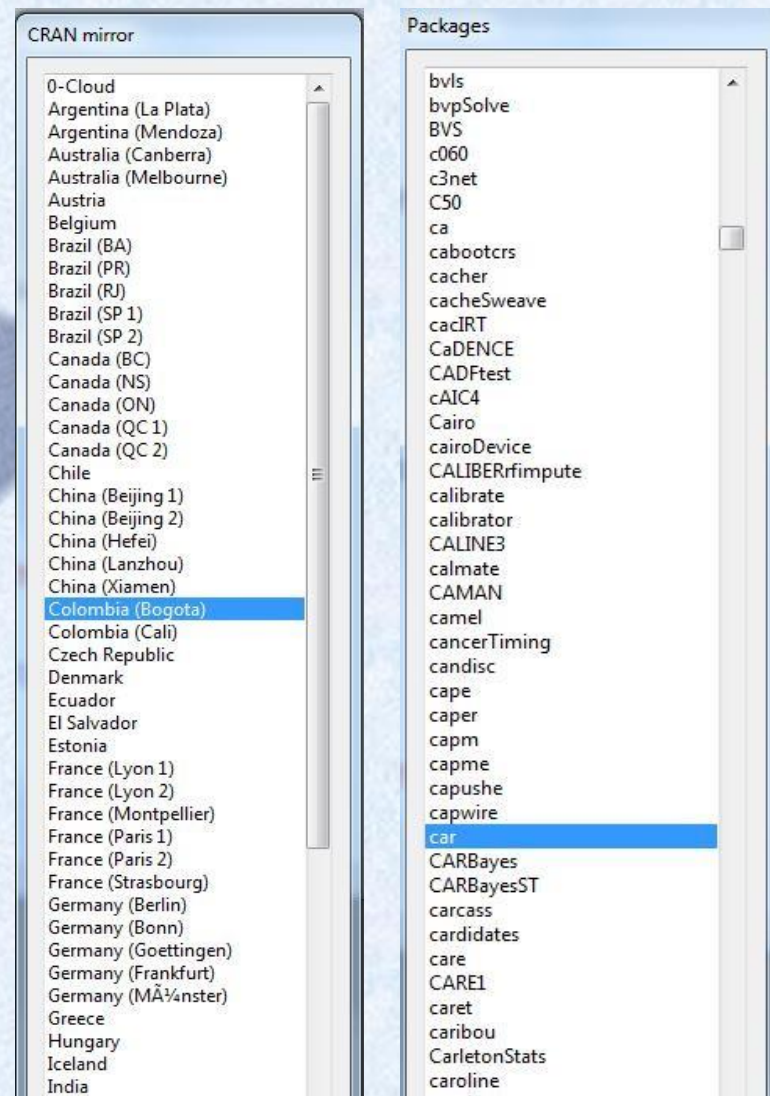 CRAN mirror
0-Cloud
Argentina (La Plata)
Argentina (Mendoza)
Australia (Canberra)
Australia (Melbourne)
Austria
Belgium
Brazil (BA)
Brazil (PR)
Brazil (RJ)
Brazil (SP 1)
Brazil (SP 2)
Canada (BC)
Canada (NS)
Canada (ON)
Canada (QC 1)
Canada (QC 2)
Chile
China (Beijing 1)
China (Beijing 2)
China (Hefei)
China (Lanzhou)
China (Xiamen)
Colombia (Bogota)
Colombia (Cali)
Czech Republic
Denmark
Ecuador
El Salvador
Estonia
France (Lyon 1)
France (Lyon 2)
France (Montpellier)
France (Paris 1)
France (Paris 2)
France (Strasbourg)
Germany (Berlin)
Germany (Bonn)
Germany (Goettingen)
Germany (Frankfurt)
Germany (MÃ¼nster)
Greece
Hungary
Iceland
India
Packages
bvls
bvpSolve
BVS
c060
c3net
C50
ca
cabootcrs
cacher
cacheSweave
cacIRT
CaDENCE
CADFtest
cAIC4
Cairo
cairoDevice
CALIBERrfimpute
calibrate
calibrator
CALINE3
calmate
CAMAN
camel
cancerTiming
candisc
cape
caper
capm
capme
capushe
capwire
car
CARBayes
CARBayesST
carcass
cardidates
care
CARE1
caret
caribou
CarletonStats
caroline